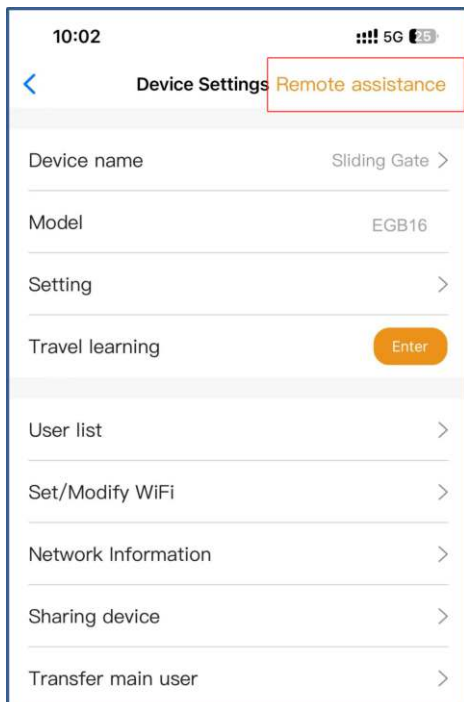 10:02 5G 25
Device Settings Remote assistance
Device name Sliding Gate
Model EGB16
Setting
Travel learning Enter
User list
Set/Modify WiFi
Network Information
Sharing device
Transfer main user